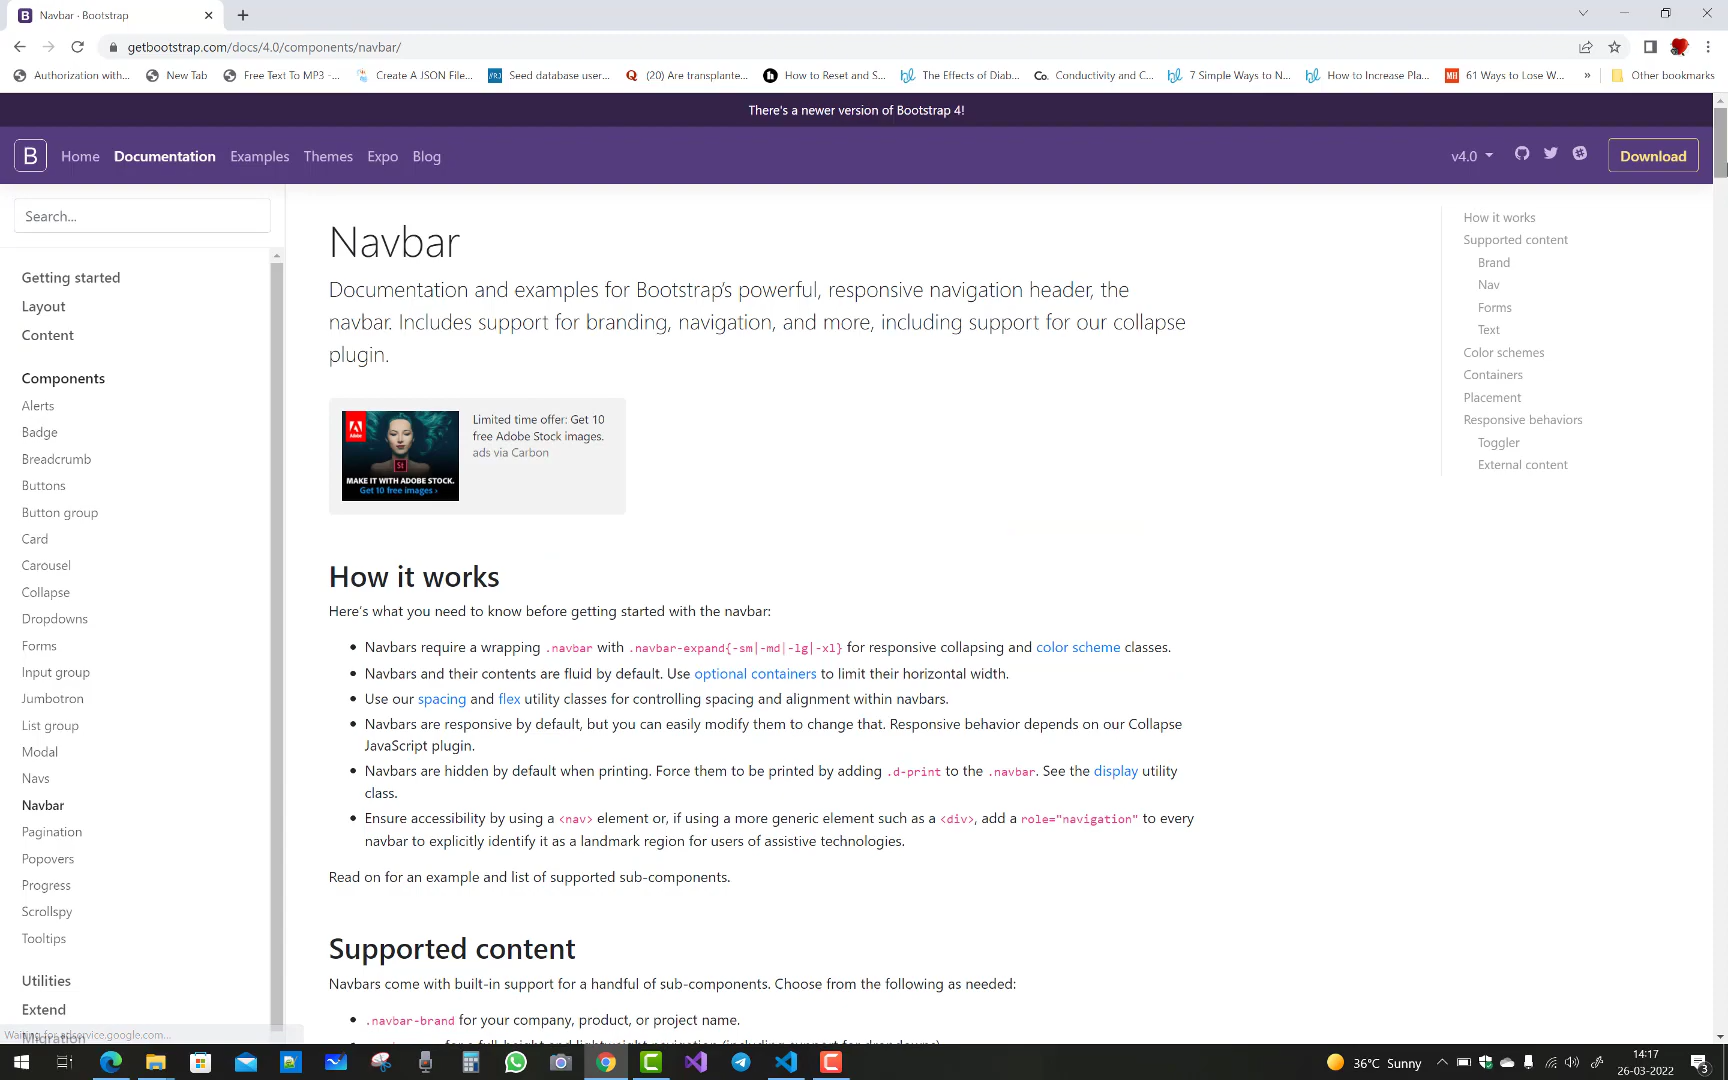 Navbar · Bootstrap
getbootstrap.com/docs/4.0/components/navbar/
Authorization with... New Tab Free Text To MP3 -... Create A JSON File... Seed database user... (20) Are transplante... How to Reset and S... The Effects of Diab... Co. Conductivity and C... 7 Simple Ways to N... How to Increase Pla... MH 61 Ways to Lose W... » Other bookmarks
There's a newer version of Bootstrap 4!
B Home Documentation Examples Themes Expo Blog v4.0 Download
Search...
Getting started
Layout
Content
Components
Alerts
Badge
Breadcrumb
Buttons
Button group
Card
Carousel
Collapse
Dropdowns
Forms
Input group
Jumbotron
List group
Modal
Navs
Navbar
Pagination
Popovers
Progress
Scrollspy
Tooltips
Utilities
Extend
Migration
Waiting for adservice.google.com...
Navbar
Documentation and examples for Bootstrap’s powerful, responsive navigation header, the
navbar. Includes support for branding, navigation, and more, including support for our collapse
plugin.
Adobe
St
MAKE IT WITH ADOBE STOCK.
Get 10 free images ›
Limited time offer: Get 10
free Adobe Stock images.
ads via Carbon
How it works
Here’s what you need to know before getting started with the navbar:
Navbars require a wrapping .navbar with .navbar-expand{-sm|-md|-lg|-xl} for responsive collapsing and color scheme classes.
Navbars and their contents are fluid by default. Use optional containers to limit their horizontal width.
Use our spacing and flex utility classes for controlling spacing and alignment within navbars.
Navbars are responsive by default, but you can easily modify them to change that. Responsive behavior depends on our Collapse
JavaScript plugin.
Navbars are hidden by default when printing. Force them to be printed by adding .d-print to the .navbar. See the display utility
class.
Ensure accessibility by using a <nav> element or, if using a more generic element such as a <div>, add a role="navigation" to every
navbar to explicitly identify it as a landmark region for users of assistive technologies.
Read on for an example and list of supported sub-components.
Supported content
Navbars come with built-in support for a handful of sub-components. Choose from the following as needed:
.navbar-brand for your company, product, or project name.
How it works
Supported content
Brand
Nav
Forms
Text
Color schemes
Containers
Placement
Responsive behaviors
Toggler
External content
36°C Sunny
14:17
26-03-2022
3